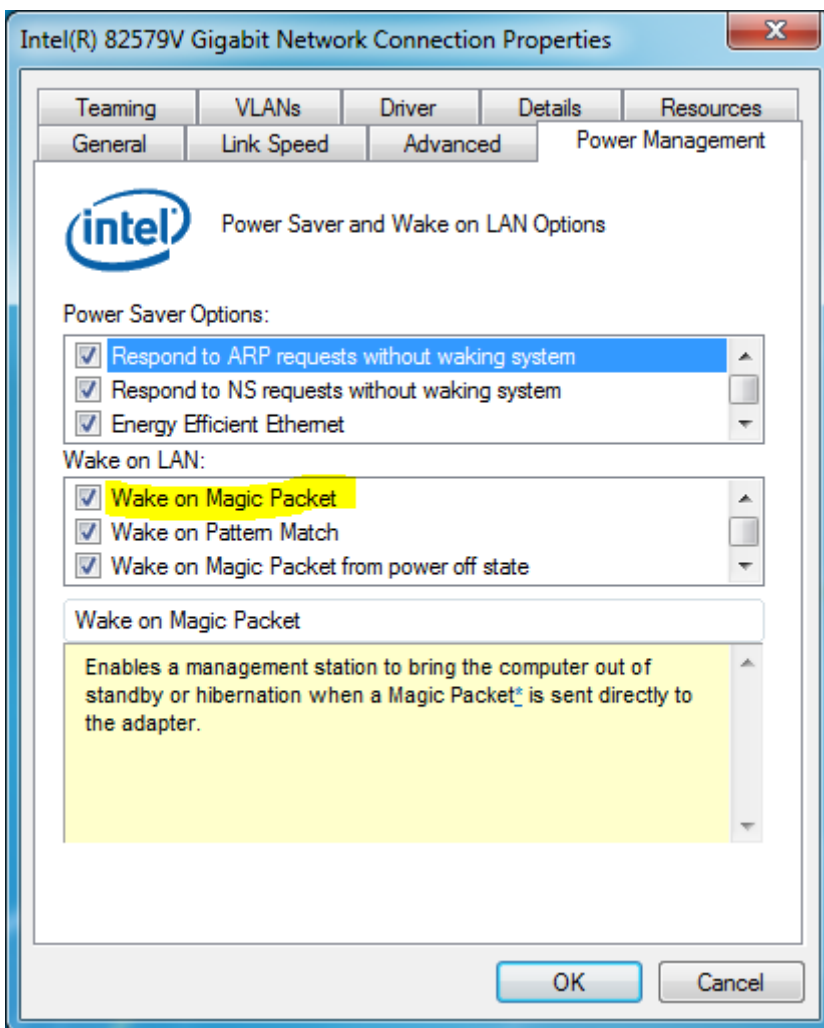 Intel(R) 82579V Gigabit Network Connection Properties
Teaming VLANs Driver Details Resources
General Link Speed Advanced Power Management
intel Power Saver and Wake on LAN Options
Power Saver Options:
Respond to ARP requests without waking system
Respond to NS requests without waking system
Energy Efficient Ethernet
Wake on LAN:
Wake on Magic Packet
Wake on Pattern Match
Wake on Magic Packet from power off state
Wake on Magic Packet
Enables a management station to bring the computer out of
standby or hibernation when a Magic Packet* is sent directly to
the adapter.
OK Cancel